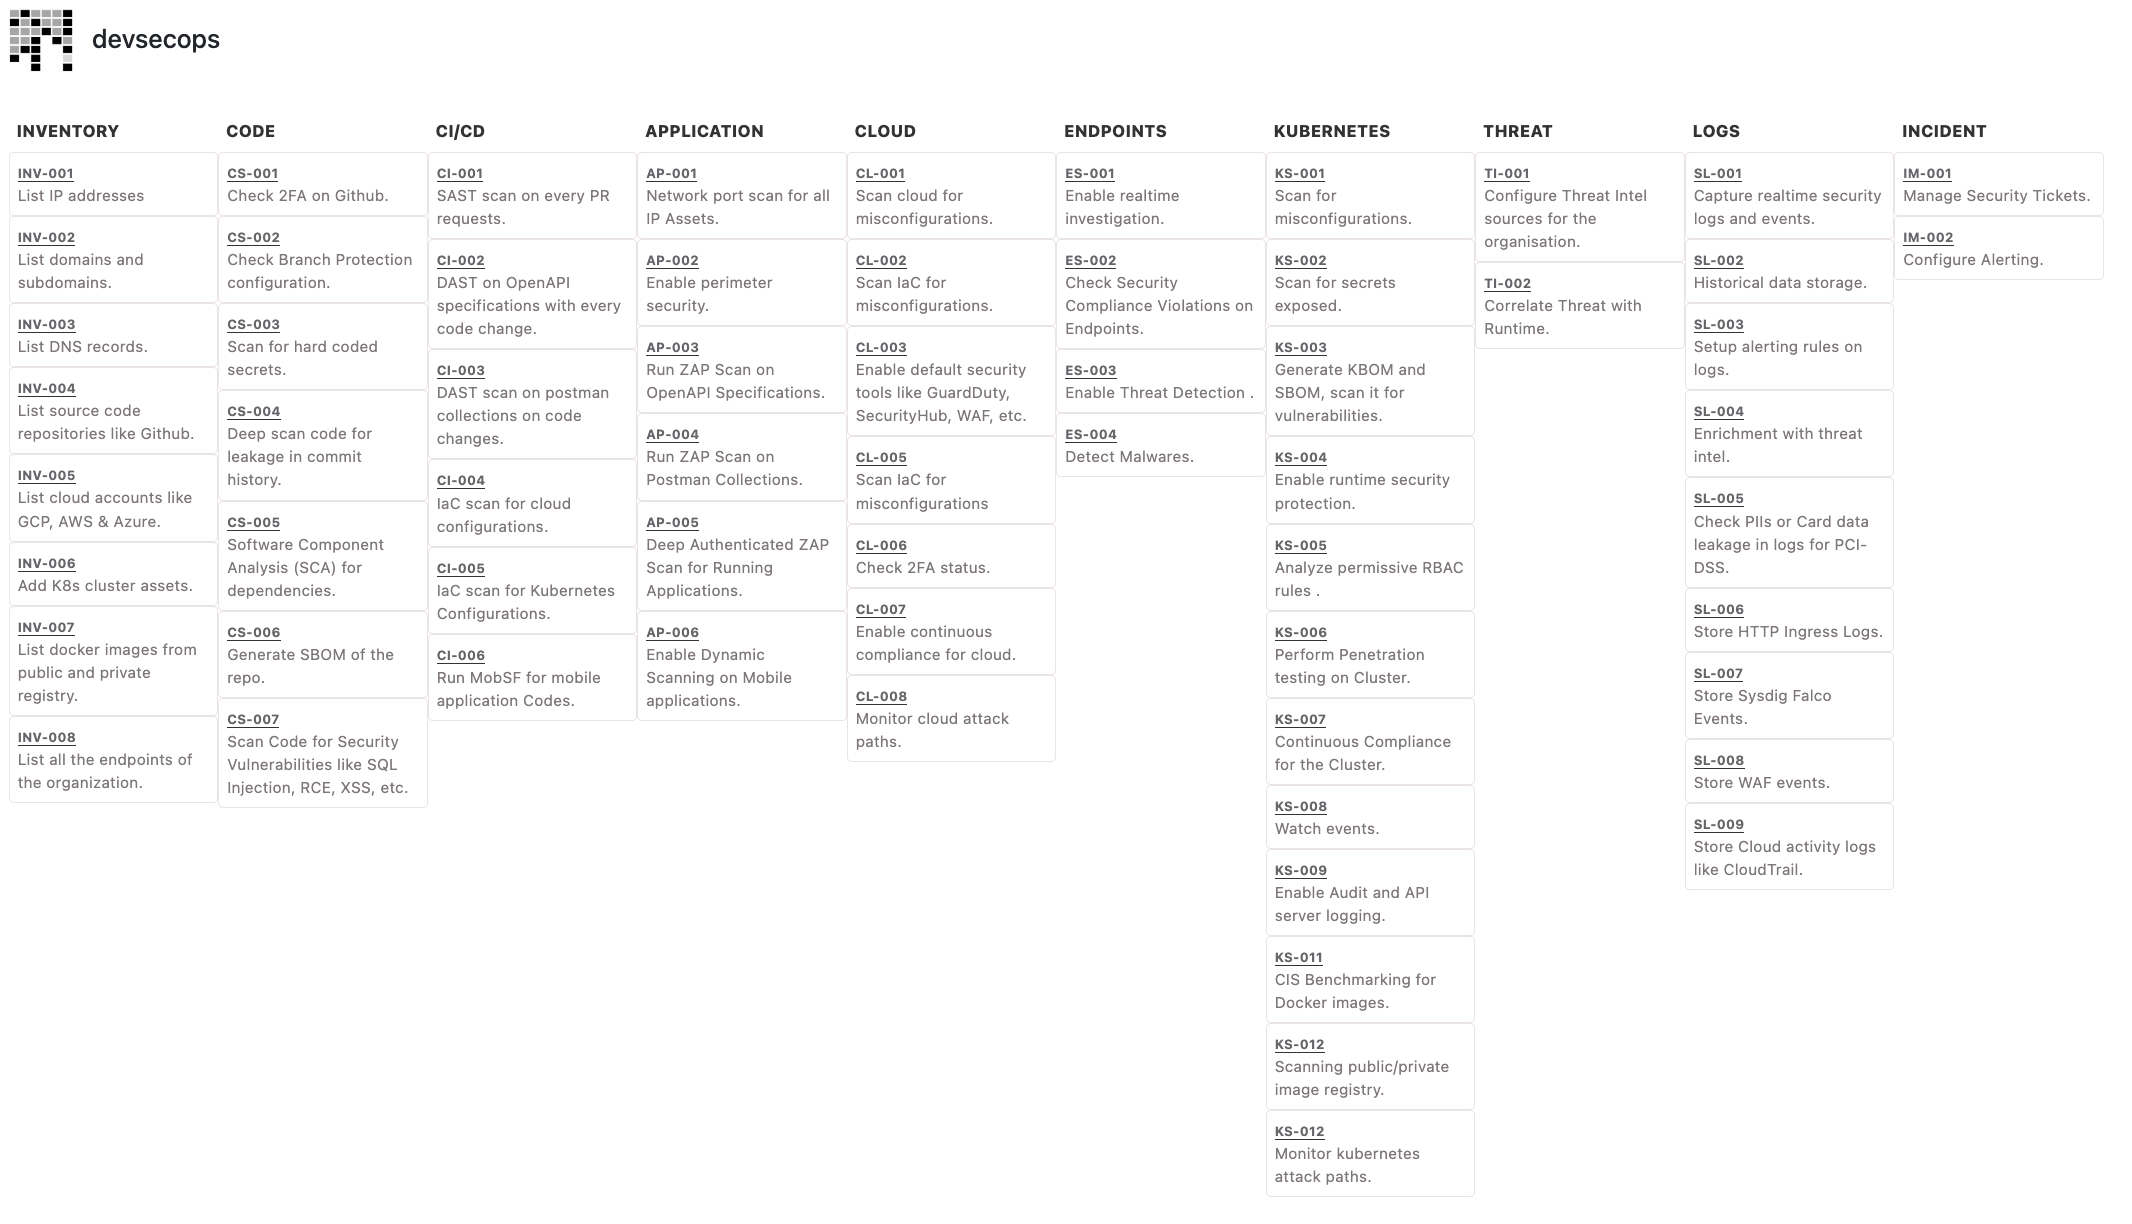 devsecops
INVENTORY
INV-001
List IP addresses
INV-002
List domains and
subdomains.
INV-003
List DNS records.
INV-004
List source code
repositories like Github.
INV-005
List cloud accounts like
GCP, AWS & Azure.
INV-006
Add K8s cluster assets.
INV-007
List docker images from
public and private
registry.
INV-008
List all the endpoints of
the organization.
CODE
CS-001
Check 2FA on Github.
CS-002
Check Branch Protection
configuration.
CS-003
Scan for hard coded
secrets.
CS-004
Deep scan code for
leakage in commit
history.
CS-005
Software Component
Analysis (SCA) for
dependencies.
CS-006
Generate SBOM of the
repo.
CS-007
Scan Code for Security
Vulnerabilities like SQL
Injection, RCE, XSS, etc.
CI/CD
CI-001
SAST scan on every PR
requests.
CI-002
DAST on OpenAPI
specifications with every
code change.
CI-003
DAST scan on postman
collections on code
changes.
CI-004
IaC scan for cloud
configurations.
CI-005
IaC scan for Kubernetes
Configurations.
CI-006
Run MobSF for mobile
application Codes.
APPLICATION
AP-001
Network port scan for all
IP Assets.
AP-002
Enable perimeter
security.
AP-003
Run ZAP Scan on
OpenAPI Specifications.
AP-004
Run ZAP Scan on
Postman Collections.
AP-005
Deep Authenticated ZAP
Scan for Running
Applications.
AP-006
Enable Dynamic
Scanning on Mobile
applications.
CLOUD
CL-001
Scan cloud for
misconfigurations.
CL-002
Scan IaC for
misconfigurations.
CL-003
Enable default security
tools like GuardDuty,
SecurityHub, WAF, etc.
CL-005
Scan IaC for
misconfigurations
CL-006
Check 2FA status.
CL-007
Enable continuous
compliance for cloud.
CL-008
Monitor cloud attack
paths.
ENDPOINTS
ES-001
Enable realtime
investigation.
ES-002
Check Security
Compliance Violations on
Endpoints.
ES-003
Enable Threat Detection .
ES-004
Detect Malwares.
KUBERNETES
KS-001
Scan for
misconfigurations.
KS-002
Scan for secrets
exposed.
KS-003
Generate KBOM and
SBOM, scan it for
vulnerabilities.
KS-004
Enable runtime security
protection.
KS-005
Analyze permissive RBAC
rules .
KS-006
Perform Penetration
testing on Cluster.
KS-007
Continuous Compliance
for the Cluster.
KS-008
Watch events.
KS-009
Enable Audit and API
server logging.
KS-011
CIS Benchmarking for
Docker images.
KS-012
Scanning public/private
image registry.
KS-012
Monitor kubernetes
attack paths.
THREAT
TI-001
Configure Threat Intel
sources for the
organisation.
TI-002
Correlate Threat with
Runtime.
LOGS
SL-001
Capture realtime security
logs and events.
SL-002
Historical data storage.
SL-003
Setup alerting rules on
logs.
SL-004
Enrichment with threat
intel.
SL-005
Check PIIs or Card data
leakage in logs for PCI-
DSS.
SL-006
Store HTTP Ingress Logs.
SL-007
Store Sysdig Falco
Events.
SL-008
Store WAF events.
SL-009
Store Cloud activity logs
like CloudTrail.
INCIDENT
IM-001
Manage Security Tickets.
IM-002
Configure Alerting.